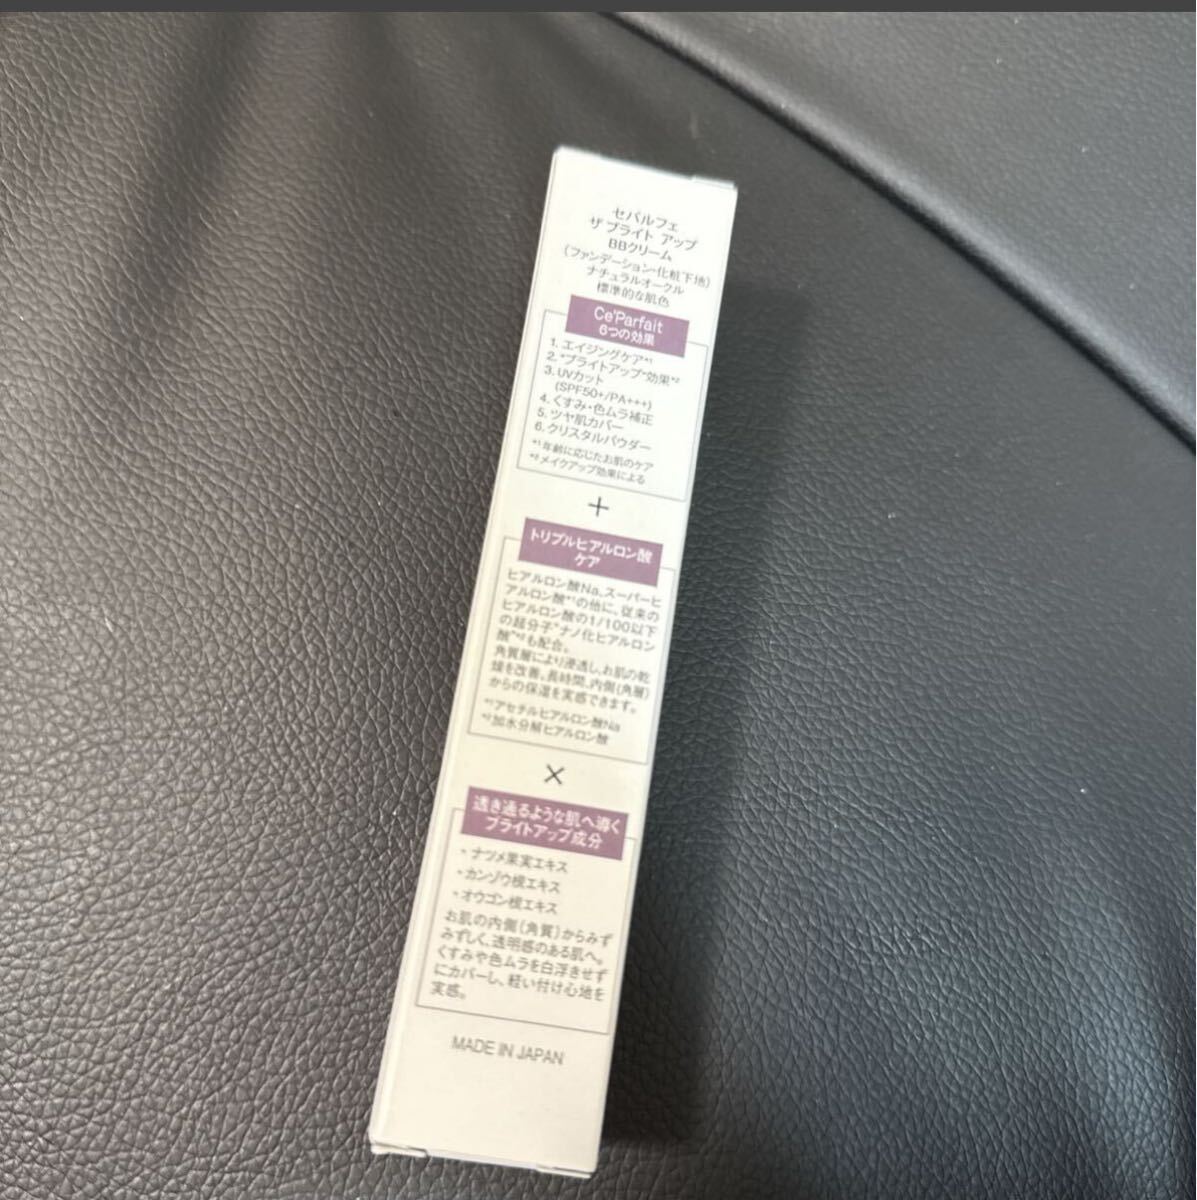 セパルフェ
ザ ブライト アップ
BBクリーム
(ファンデーション・化粧下地)
ナチュラルオークル
標準的な肌色
Ce'Parfait
6つの効果
1. エイジングケア*1
2. "ブライトアップ"効果*2
3. UVカット
(SPF50+/PA+++)
4. くすみ・色ムラ補正
5. ツヤ肌カバー
6. クリスタルパウダー
*1 年齢に応じたお肌のケア
*2 メイクアップ効果による
+
トリプルヒアルロン酸
ケア
ヒアルロン酸Na、スーパーヒ
アルロン酸*1の他に、従来の
ヒアルロン酸の1/100以下
の超分子"ナノ化ヒアルロン
酸"*2も配合。
角質層により浸透し、お肌の乾
燥を改善。長時間、内側(角層)
からの保湿を実感できます。
*1アセチルヒアルロン酸Na
*2加水分解ヒアルロン酸
×
透き通るような肌へ導く
ブライトアップ成分
・ナツメ果実エキス
・カンゾウ根エキス
・オウゴン根エキス
お肌の内側(角質)からみず
みずしく、透明感のある肌へ。
くすみや色ムラを白浮きせず
にカバーし、軽い付け心地を
実感。
MADE IN JAPAN